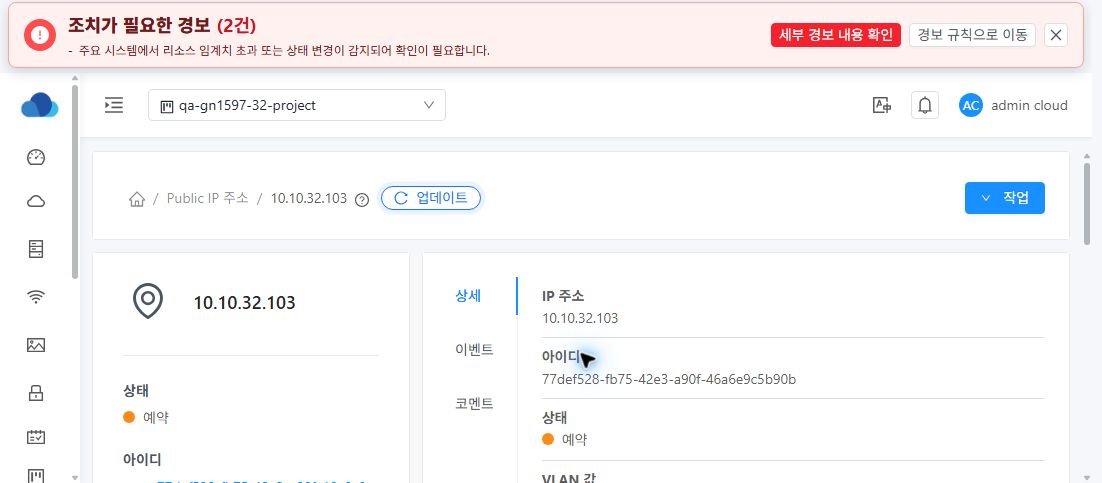 조치가 필요한 경보 (2건)
- 주요 시스템에서 리소스 임계치 초과 또는 상태 변경이 감지되어 확인이 필요합니다.
세부 경보 내용 확인
경보 규칙으로 이동
qa-gn1597-32-project
AC admin cloud
/ Public IP 주소 / 10.10.32.103
업데이트
작업
10.10.32.103
상태
예약
아이디
상세
이벤트
코멘트
IP 주소
10.10.32.103
아이디
77def528-fb75-42e3-a90f-46a6e9c5b90b
상태
예약
VLAN 값